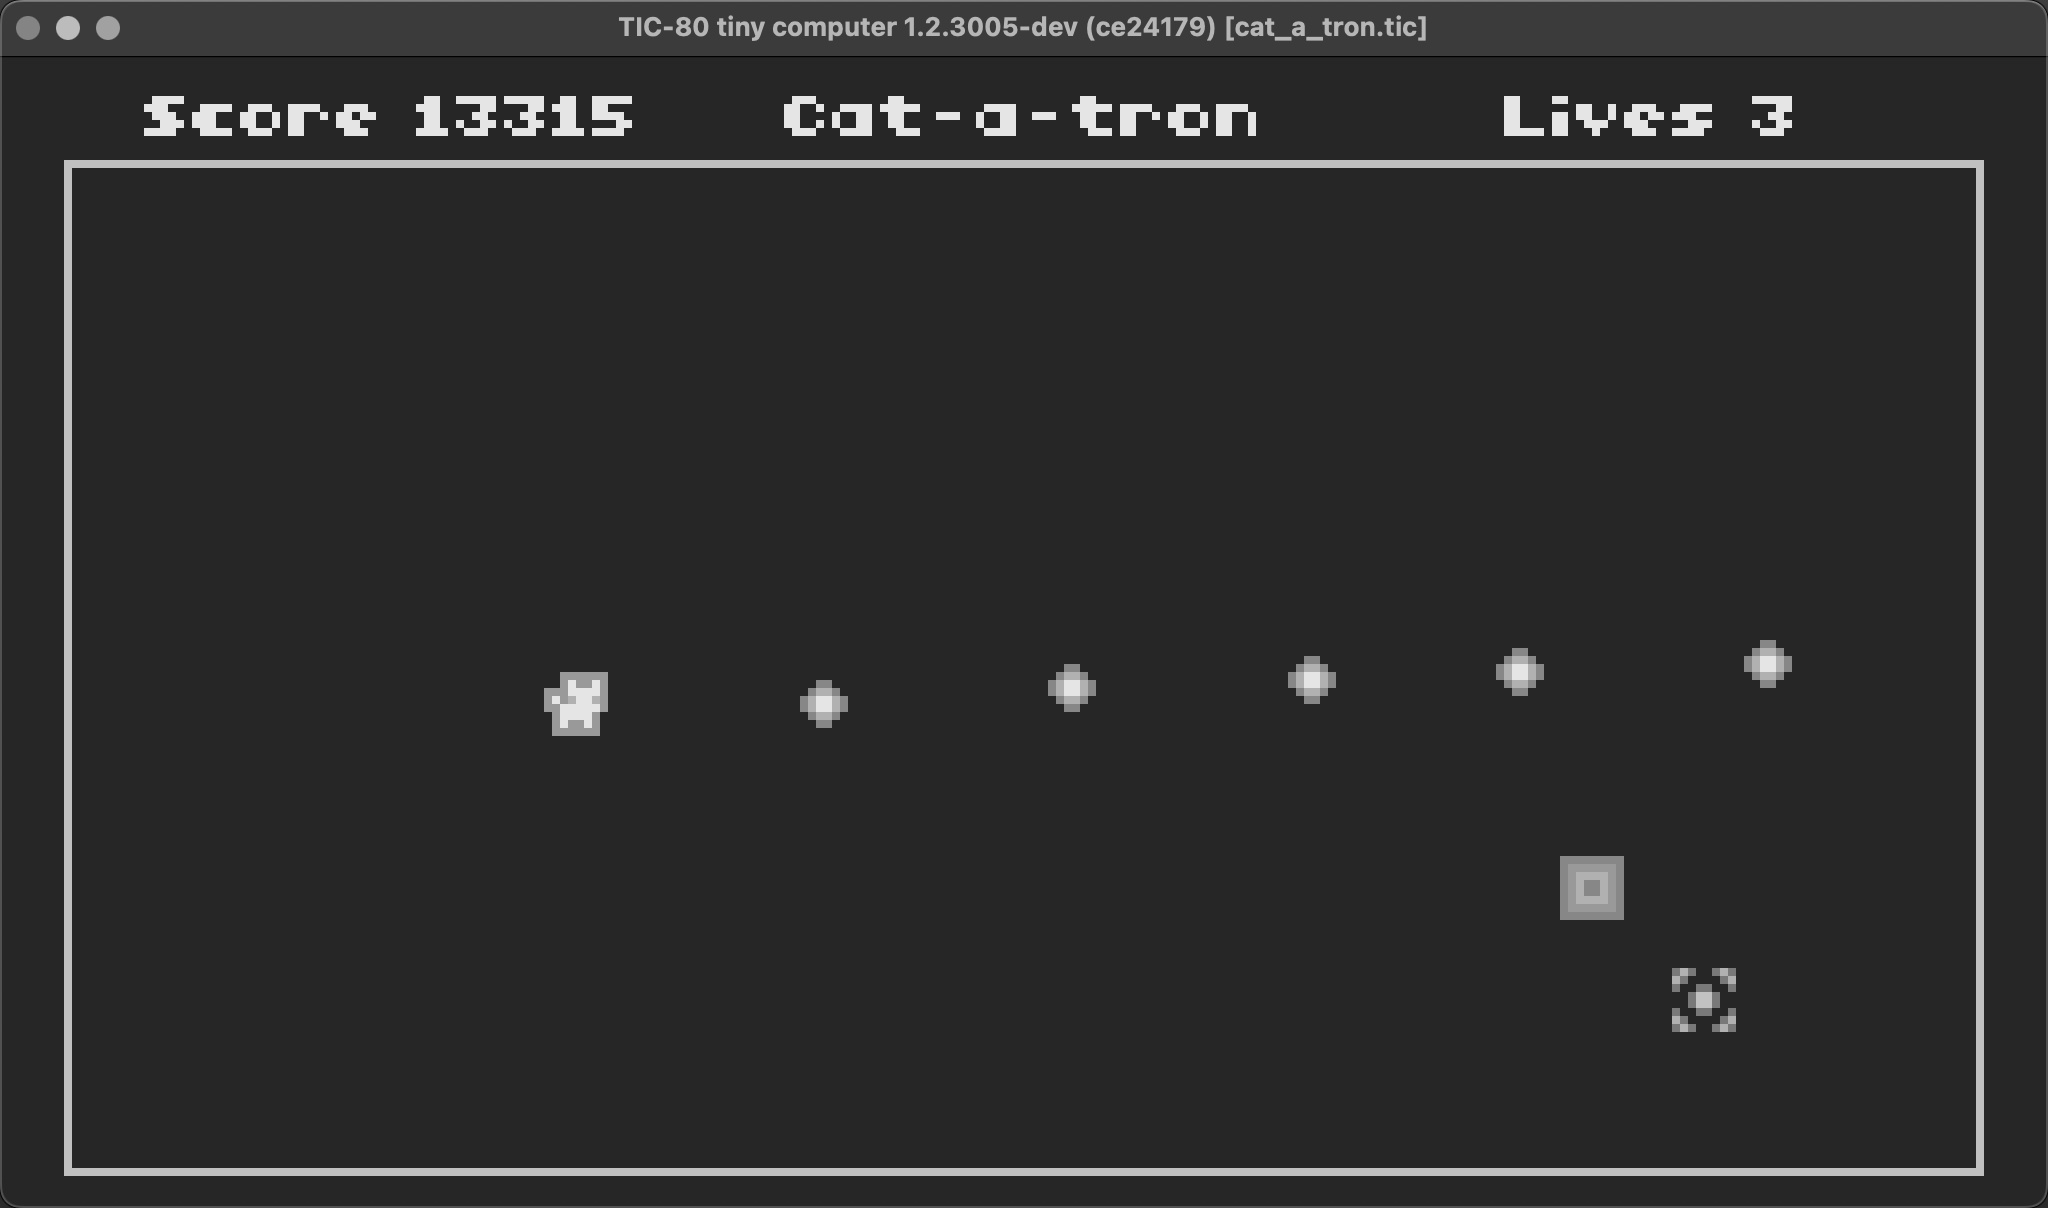 TIC-80 tiny computer 1.2.3005-dev (ce24179) [cat_a_tron.tic]
Score 13315 Cat-a-tron Lives 3